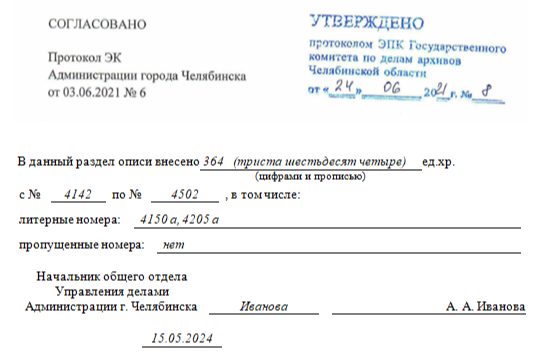 СОГЛАСОВАНО
Протокол ЭК
Администрации города Челябинска
от 03.06.2021 № 6
УТВЕРЖДЕНО
протоколом ЭПК Государственного
комитета по делам архивов
Челябинской области
от «24» 06 2021 г. № 8
В данный раздел описи внесено 364 (триста шестьдесят четыре) ед.хр.
(цифрами и прописью)
с № 4142 по № 4502 , в том числе:
литерные номера: 4150 а, 4205 а
пропущенные номера: нет
Начальник общего отдела
Управления делами
Администрации г. Челябинска Иванова А. А. Иванова
15.05.2024